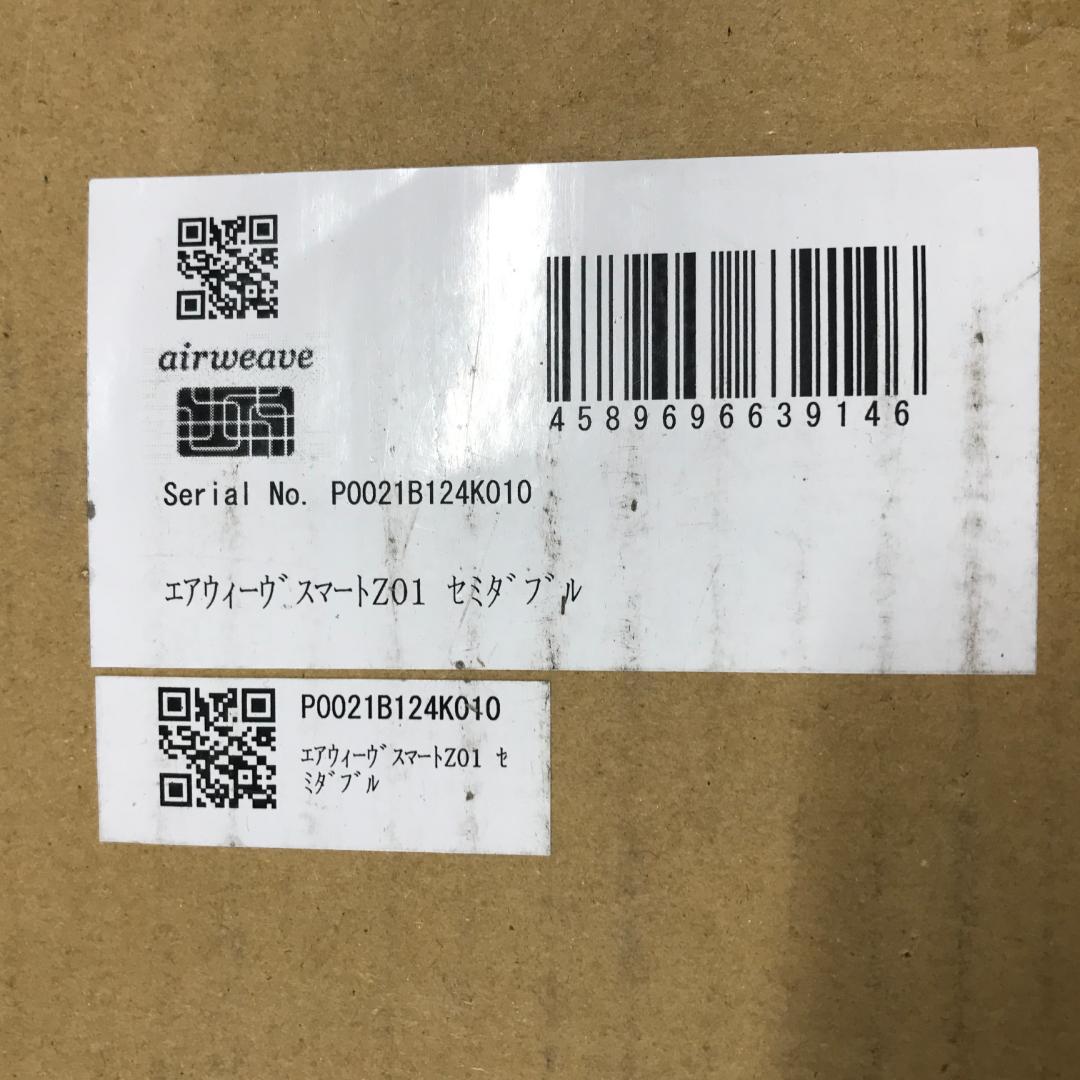 airweave
4589696639146
Serial No. P0021B124K010
ｴｱｳｨｰｳﾞｽﾏｰﾄZ01 ｾﾐﾀﾞﾌﾞﾙ
P0021B124K010
ｴｱｳｨｰｳﾞｽﾏｰﾄZ01 ｾ
ﾐﾀﾞﾌﾞﾙ